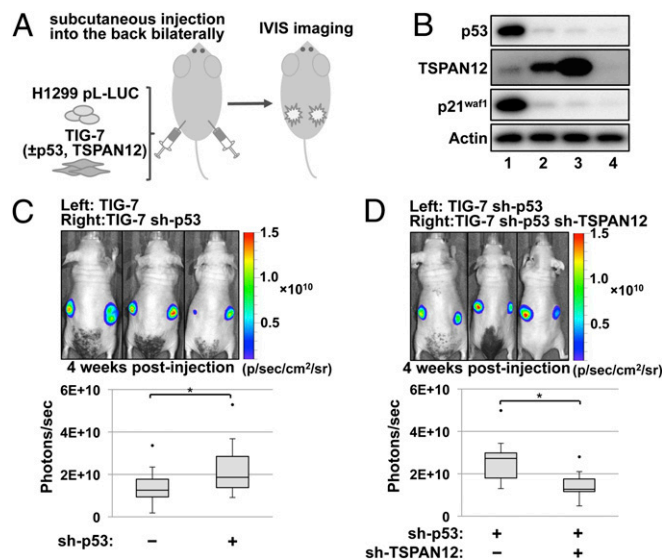 A
subcutaneous injection
into the back bilaterally
IVIS imaging
H1299 pL-LUC
TIG-7
(±p53, TSPAN12)
B
p53
TSPAN12
p21waf1
Actin
1 2 3 4
C
Left: TIG-7
Right:TIG-7 sh-p53
1.5
1.0
×10¹⁰
0.5
4 weeks post-injection (p/sec/cm²/sr)
Photons/sec
6E+10
4E+10
2E+10
0
*
sh-p53: − +
D
Left: TIG-7 sh-p53
Right:TIG-7 sh-p53 sh-TSPAN12
1.5
1.0
×10¹⁰
0.5
4 weeks post-injection (p/sec/cm²/sr)
Photons/sec
6E+10
4E+10
2E+10
0
*
sh-p53: + +
sh-TSPAN12: − +